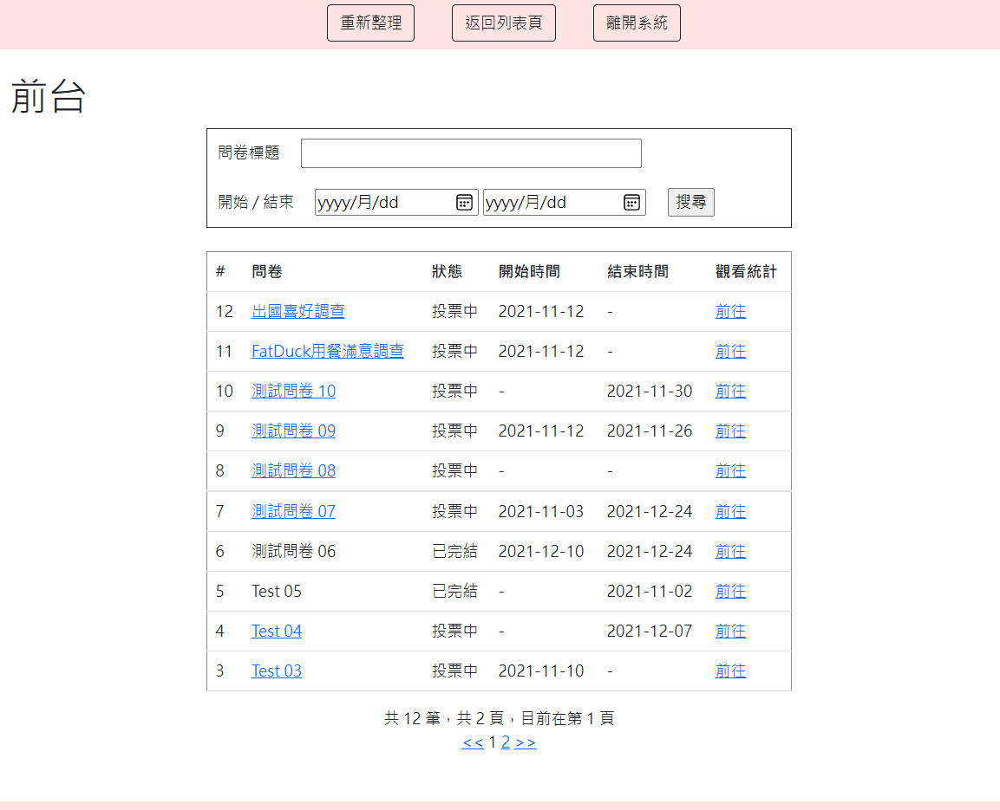 重新整理 返回列表頁 離開系統
前台
問卷標題
開始 / 結束 yyyy/月/dd yyyy/月/dd 搜尋
# 問卷 狀態 開始時間 結束時間 觀看統計
12 出國喜好調查 投票中 2021-11-12 - 前往
11 FatDuck用餐滿意調查 投票中 2021-11-12 - 前往
10 測試問卷 10 投票中 - 2021-11-30 前往
9 測試問卷 09 投票中 2021-11-12 2021-11-26 前往
8 測試問卷 08 投票中 - - 前往
7 測試問卷 07 投票中 2021-11-03 2021-12-24 前往
6 測試問卷 06 已完結 2021-12-10 2021-12-24 前往
5 Test 05 已完結 - 2021-11-02 前往
4 Test 04 投票中 - 2021-12-07 前往
3 Test 03 投票中 2021-11-10 - 前往
共 12 筆，共 2 頁，目前在第 1 頁
<< 1 2 >>